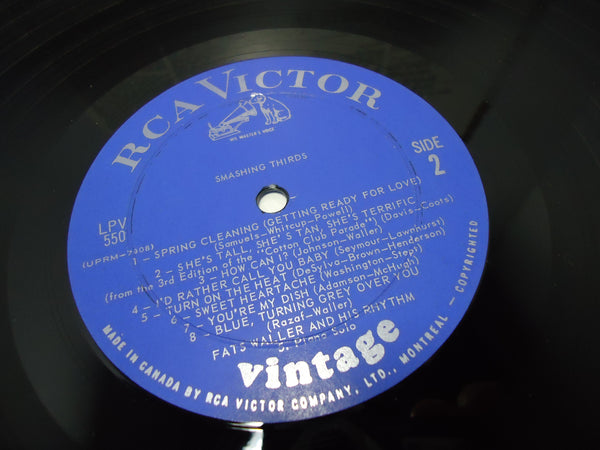 RCA VICTOR
HIS MASTER'S VOICE
SMASHING THIRDS
SIDE
2
LPV
550
(UPRM-7908)
1 - SPRING CLEANING (GETTING READY FOR LOVE)
(Samuels-Whitcup-Powell)
2 - SHE'S TALL, SHE'S TAN, SHE'S TERRIFIC
(from the 3rd Edition of the "Cotton Club Parade") (Davis-Coots)
3 - HOW CAN I? (Johnson-Waller)
4 - I'D RATHER CALL YOU BABY (Seymour-Lawnhurst)
5 - TURN ON THE HEAT (DeSylva-Brown-Henderson)
6 - SWEET HEARTACHE (Washington-Stept)
7 - YOU'RE MY DISH (Adamson-McHugh)
8 - BLUE, TURNING GREY OVER YOU
(Razaf-Waller)
FATS WALLER AND HIS RHYTHM
5. Piano Solo
vintage
MADE IN CANADA BY RCA VICTOR COMPANY, LTD., MONTREAL - COPYRIGHTED